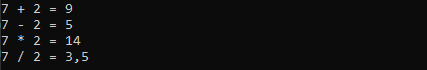 7 + 2 = 9
7 - 2 = 5
7 * 2 = 14
7 / 2 = 3,5